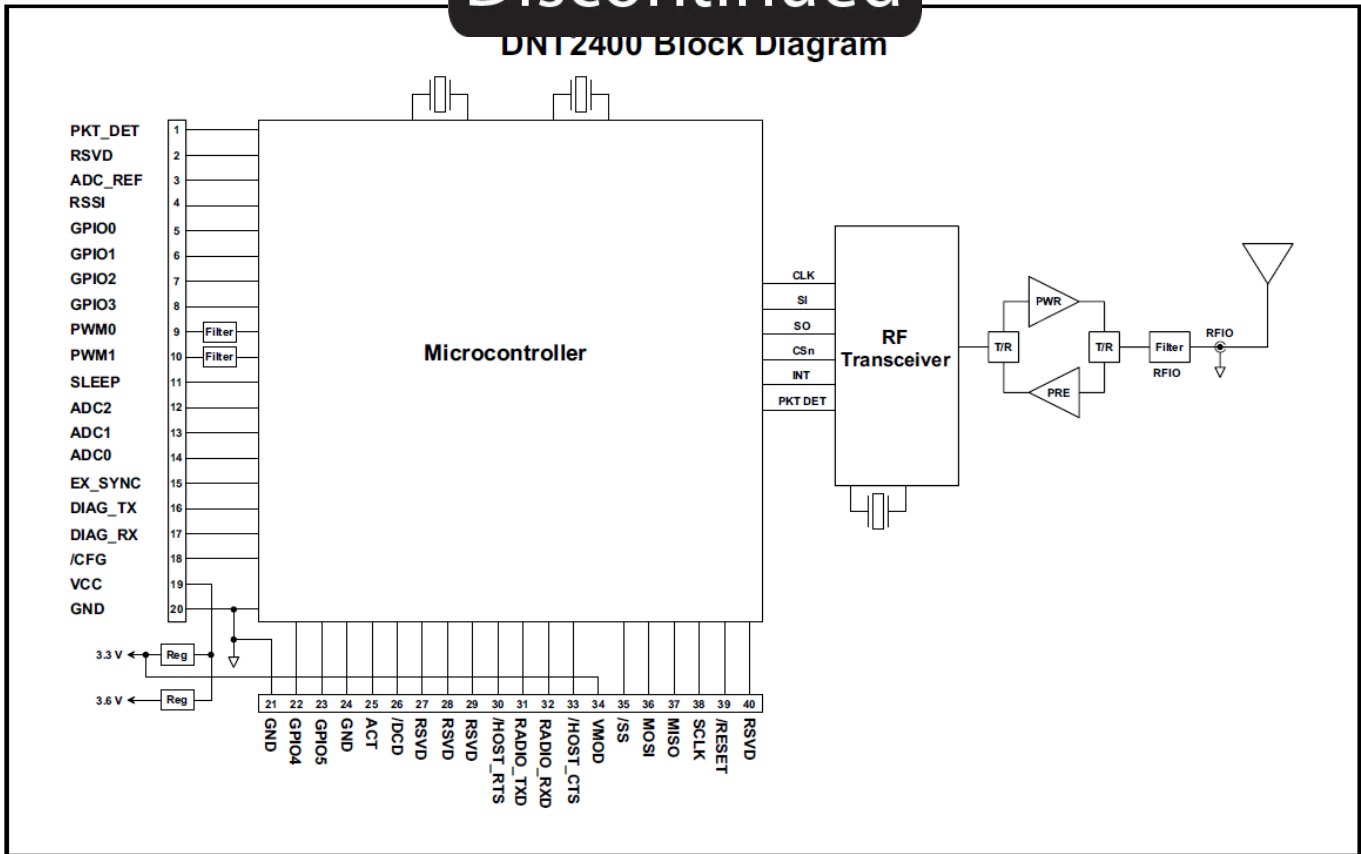 Discontinued
DNT2400 Block Diagram
PKT_DET 1
RSVD 2
ADC_REF 3
RSSI 4
GPIO0 5
GPIO1 6
GPIO2 7
GPIO3 8
PWM0 9 Filter
PWM1 10 Filter
SLEEP 11
ADC2 12
ADC1 13
ADC0 14
EX_SYNC 15
DIAG_TX 16
DIAG_RX 17
/CFG 18
VCC 19
GND 20
Microcontroller
CLK
SI
SO
CSn
INT
PKT DET
RF
Transceiver
T/R
PWR
PRE
T/R
Filter
RFIO
RFIO
3.3 V Reg
3.6 V Reg
21 22 23 24 25 26 27 28 29 30 31 32 33 34 35 36 37 38 39 40
GND
GPIO4
GPIO5
GND
ACT
/DCD
RSVD
RSVD
RSVD
/HOST_RTS
RADIO_TXD
RADIO_RXD
/HOST_CTS
VMOD
/SS
MOSI
MISO
SCLK
/RESET
RSVD